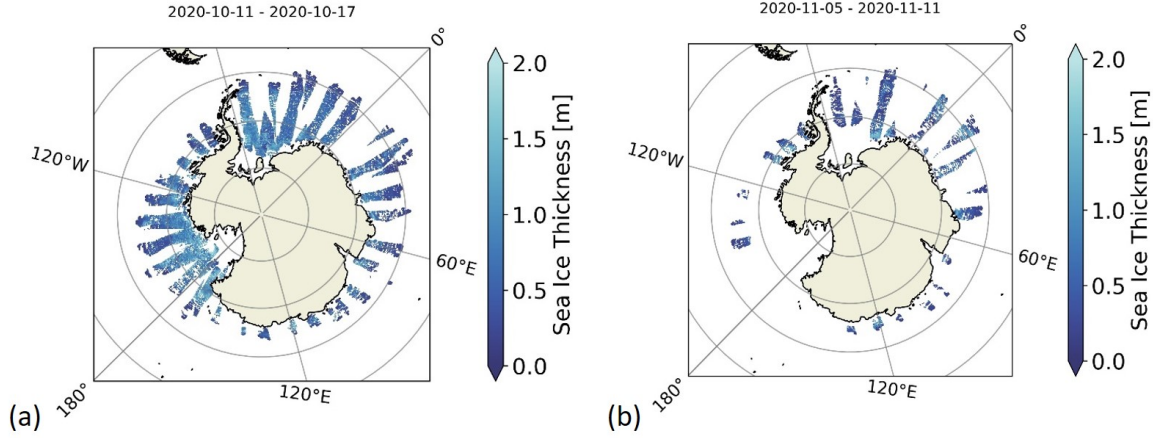 2020-10-11 - 2020-10-17
0°
2.0
1.5
1.0
0.5
0.0
Sea Ice Thickness [m]
120°W
60°E
120°E
180°
(a)
2020-11-05 - 2020-11-11
0°
2.0
1.5
1.0
0.5
0.0
Sea Ice Thickness [m]
120°W
60°E
120°E
180°
(b)